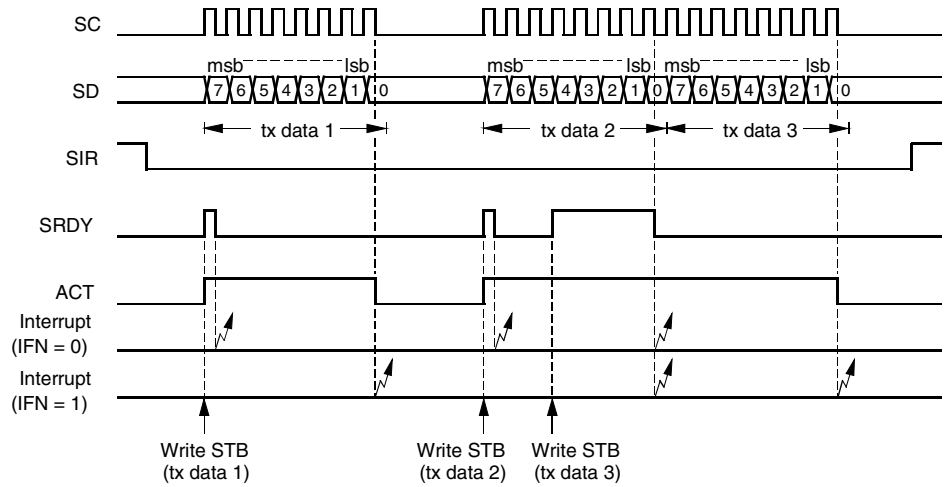 SC
msb lsb msb lsb msb lsb
SD 7 6 5 4 3 2 1 0 7 6 5 4 3 2 1 0 7 6 5 4 3 2 1 0
tx data 1 tx data 2 tx data 3
SIR
SRDY
ACT
Interrupt
(IFN = 0)
Interrupt
(IFN = 1)
Write STB Write STB Write STB
(tx data 1) (tx data 2) (tx data 3)